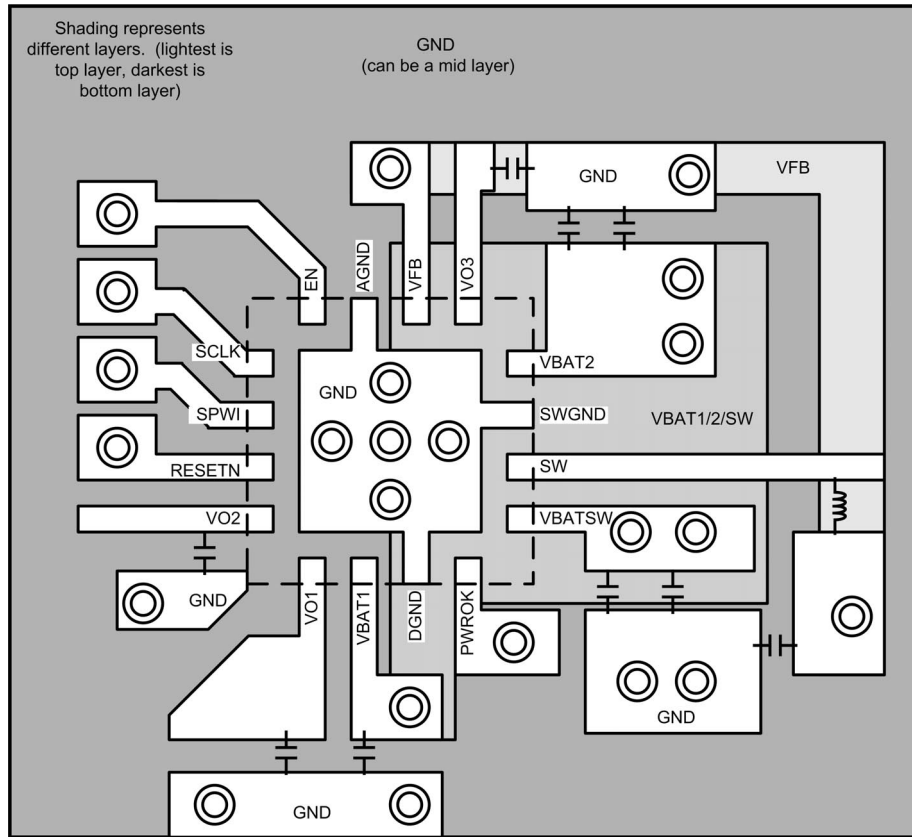 Shading represents
different layers.  (lightest is
top layer, darkest is
bottom layer)
GND
(can be a mid layer)
GND
VFB
EN
AGND
VFB
VO3
SCLK
VBAT2
GND
SPWI
SWGND
VBAT1/2/SW
RESETN
SW
VO2
VBATSW
GND
VO1
VBAT1
DGND
PWROK
GND
GND